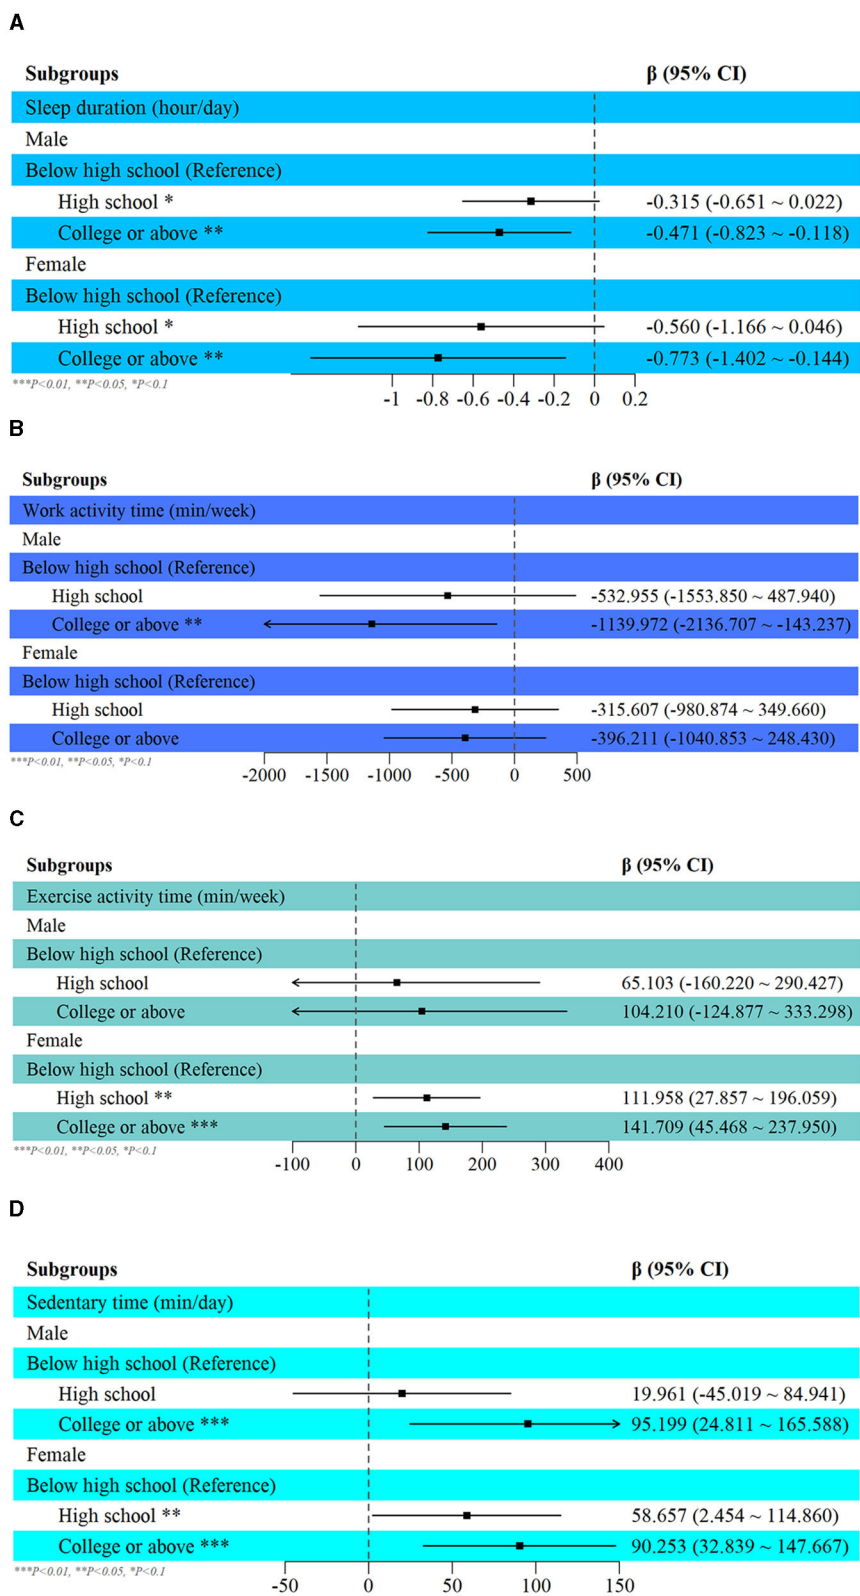 A
Subgroups β (95% CI)
Sleep duration (hour/day)
Male
Below high school (Reference)
High school * -0.315 (-0.651 ~ 0.022)
College or above ** -0.471 (-0.823 ~ -0.118)
Female
Below high school (Reference)
High school * -0.560 (-1.166 ~ 0.046)
College or above ** -0.773 (-1.402 ~ -0.144)
***P<0.01, **P<0.05, *P<0.1
-1 -0.8 -0.6 -0.4 -0.2 0 0.2
B
Subgroups β (95% CI)
Work activity time (min/week)
Male
Below high school (Reference)
High school -532.955 (-1553.850 ~ 487.940)
College or above ** -1139.972 (-2136.707 ~ -143.237)
Female
Below high school (Reference)
High school -315.607 (-980.874 ~ 349.660)
College or above -396.211 (-1040.853 ~ 248.430)
***P<0.01, **P<0.05, *P<0.1
-2000 -1500 -1000 -500 0 500
C
Subgroups β (95% CI)
Exercise activity time (min/week)
Male
Below high school (Reference)
High school 65.103 (-160.220 ~ 290.427)
College or above 104.210 (-124.877 ~ 333.298)
Female
Below high school (Reference)
High school ** 111.958 (27.857 ~ 196.059)
College or above *** 141.709 (45.468 ~ 237.950)
***P<0.01, **P<0.05, *P<0.1
-100 0 100 200 300 400
D
Subgroups β (95% CI)
Sedentary time (min/day)
Male
Below high school (Reference)
High school 19.961 (-45.019 ~ 84.941)
College or above *** 95.199 (24.811 ~ 165.588)
Female
Below high school (Reference)
High school ** 58.657 (2.454 ~ 114.860)
College or above *** 90.253 (32.839 ~ 147.667)
***P<0.01, **P<0.05, *P<0.1
-50 0 50 100 150